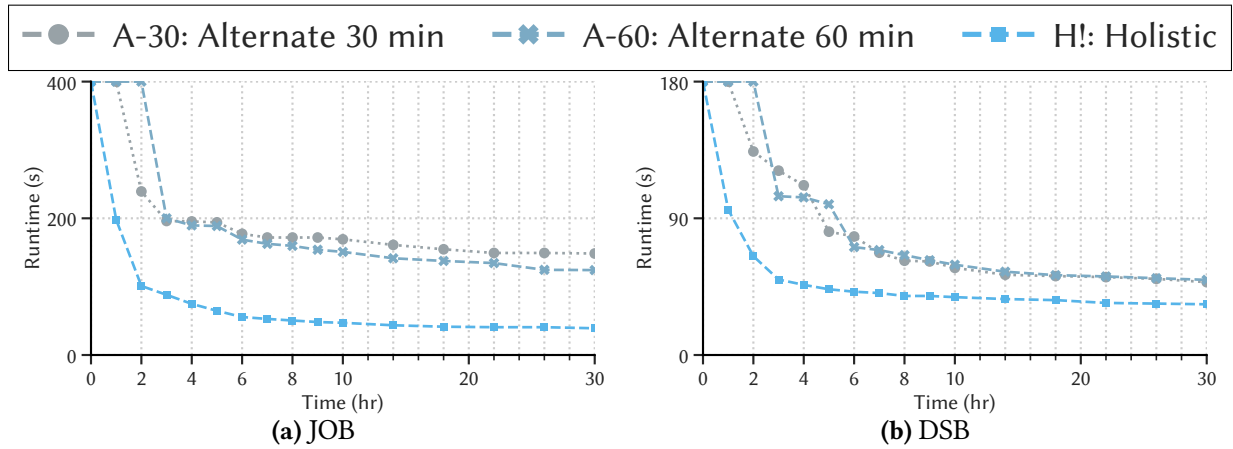 A-30: Alternate 30 min A-60: Alternate 60 min H!: Holistic
400
200
0
Runtime (s)
0 2 4 6 8 10 20 30
Time (hr)
(a) JOB
180
90
0
Runtime (s)
0 2 4 6 8 10 20 30
Time (hr)
(b) DSB